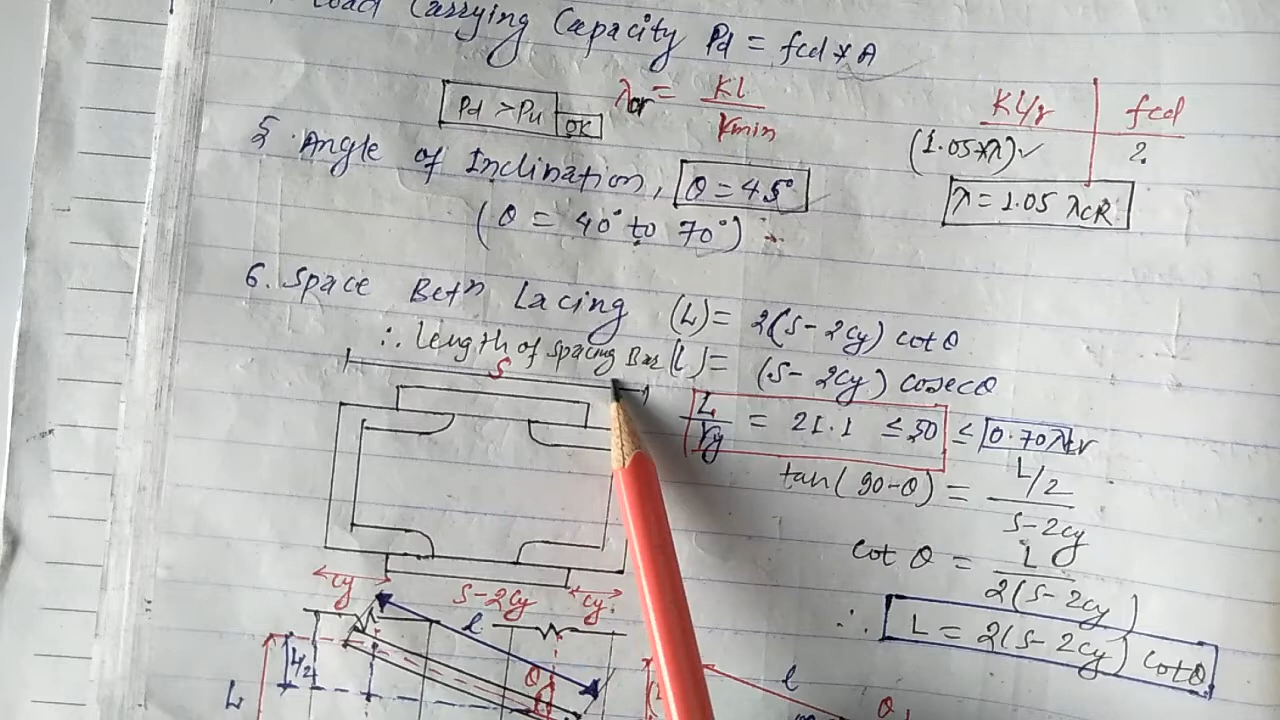 Load Carrying Capacity Pd = fcd * A
Pd > Pu OK
λcr = Kl / rmin
Kl/r | fcd
(1.05*λ) ✓ | 2.
λ = 1.05 λCR
5. Angle of Inclination, θ = 45°
(θ = 40° to 70°)
6. Space Betn Lacing (L) = 2(S-2Cy) cotθ
∴ Length of spacing Bar (L) = (S-2Cy) cosecθ
S
L/ry = 21.1 ≤ 50 ≤ 0.70λcr
tan(90-θ) = L/2 / S-2Cy
cot θ = L / 2(S-2Cy)
∴ L = 2(S-2Cy) cotθ
Cy S-2Cy Cy
l
L/2
θ
L
l
θ